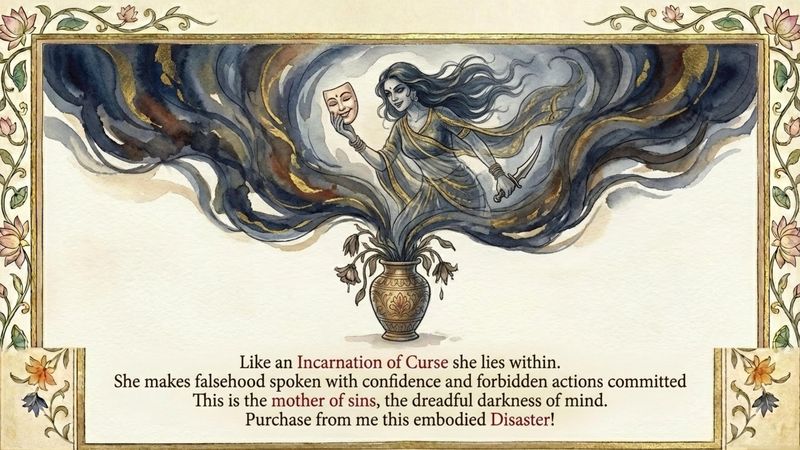 Like an Incarnation of Curse she lies within.
She makes falsehood spoken with confidence and forbidden actions committed
This is the mother of sins, the dreadful darkness of mind.
Purchase from me this embodied Disaster!